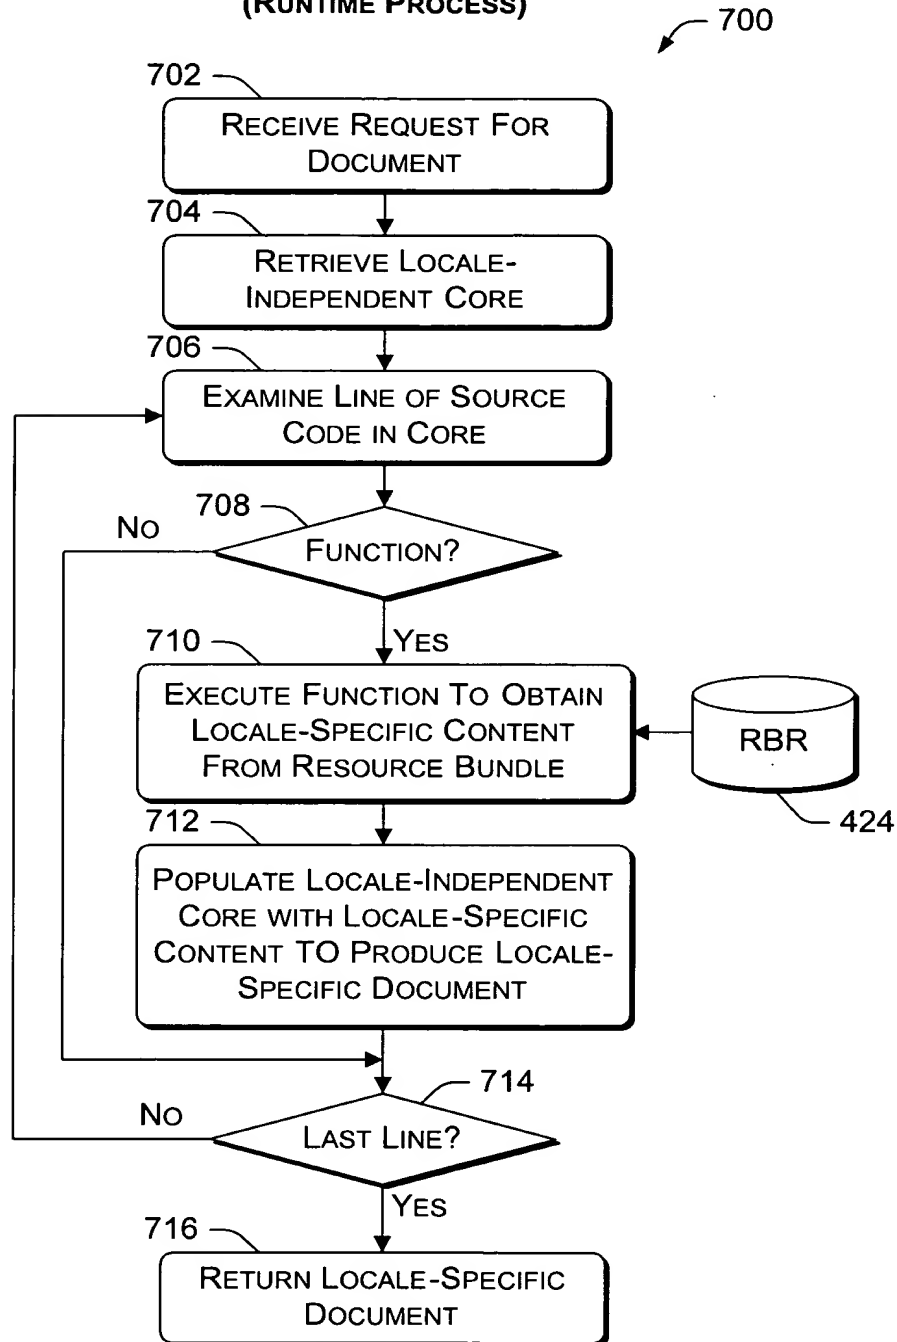 (RUNTIME PROCESS)
700
702
RECEIVE REQUEST FOR
DOCUMENT
704
RETRIEVE LOCALE-
INDEPENDENT CORE
706
EXAMINE LINE OF SOURCE
CODE IN CORE
708
NO
FUNCTION?
YES
710
EXECUTE FUNCTION TO OBTAIN
LOCALE-SPECIFIC CONTENT
FROM RESOURCE BUNDLE
RBR
424
712
POPULATE LOCALE-INDEPENDENT
CORE WITH LOCALE-SPECIFIC
CONTENT TO PRODUCE LOCALE-
SPECIFIC DOCUMENT
714
NO
LAST LINE?
YES
716
RETURN LOCALE-SPECIFIC
DOCUMENT